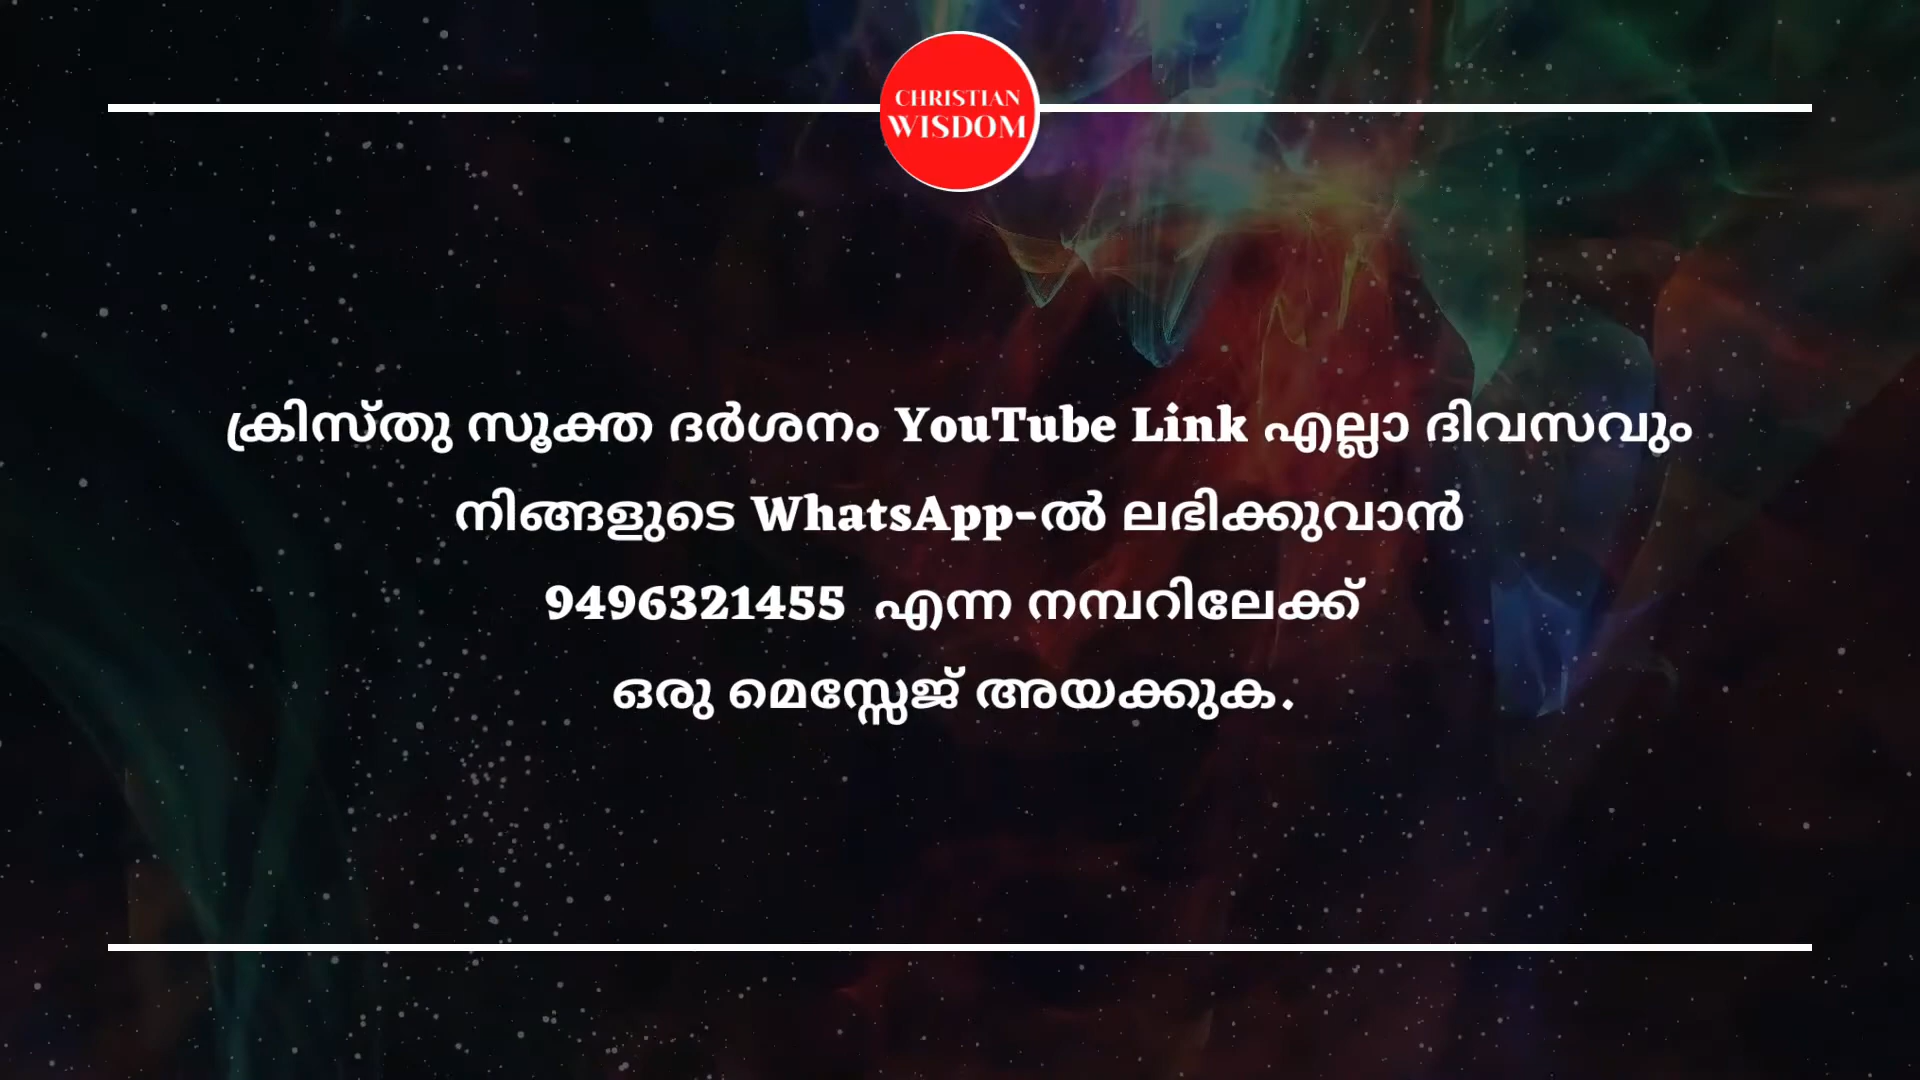 CHRISTIAN
WISDOM
ക്രിസ്തു സൂക്ത ദർശനം YouTube Link എല്ലാ ദിവസവും
നിങ്ങളുടെ WhatsApp-ൽ ലഭിക്കുവാൻ
9496321455 എന്ന നമ്പറിലേക്ക്
ഒരു മെസ്സേജ് അയക്കുക.